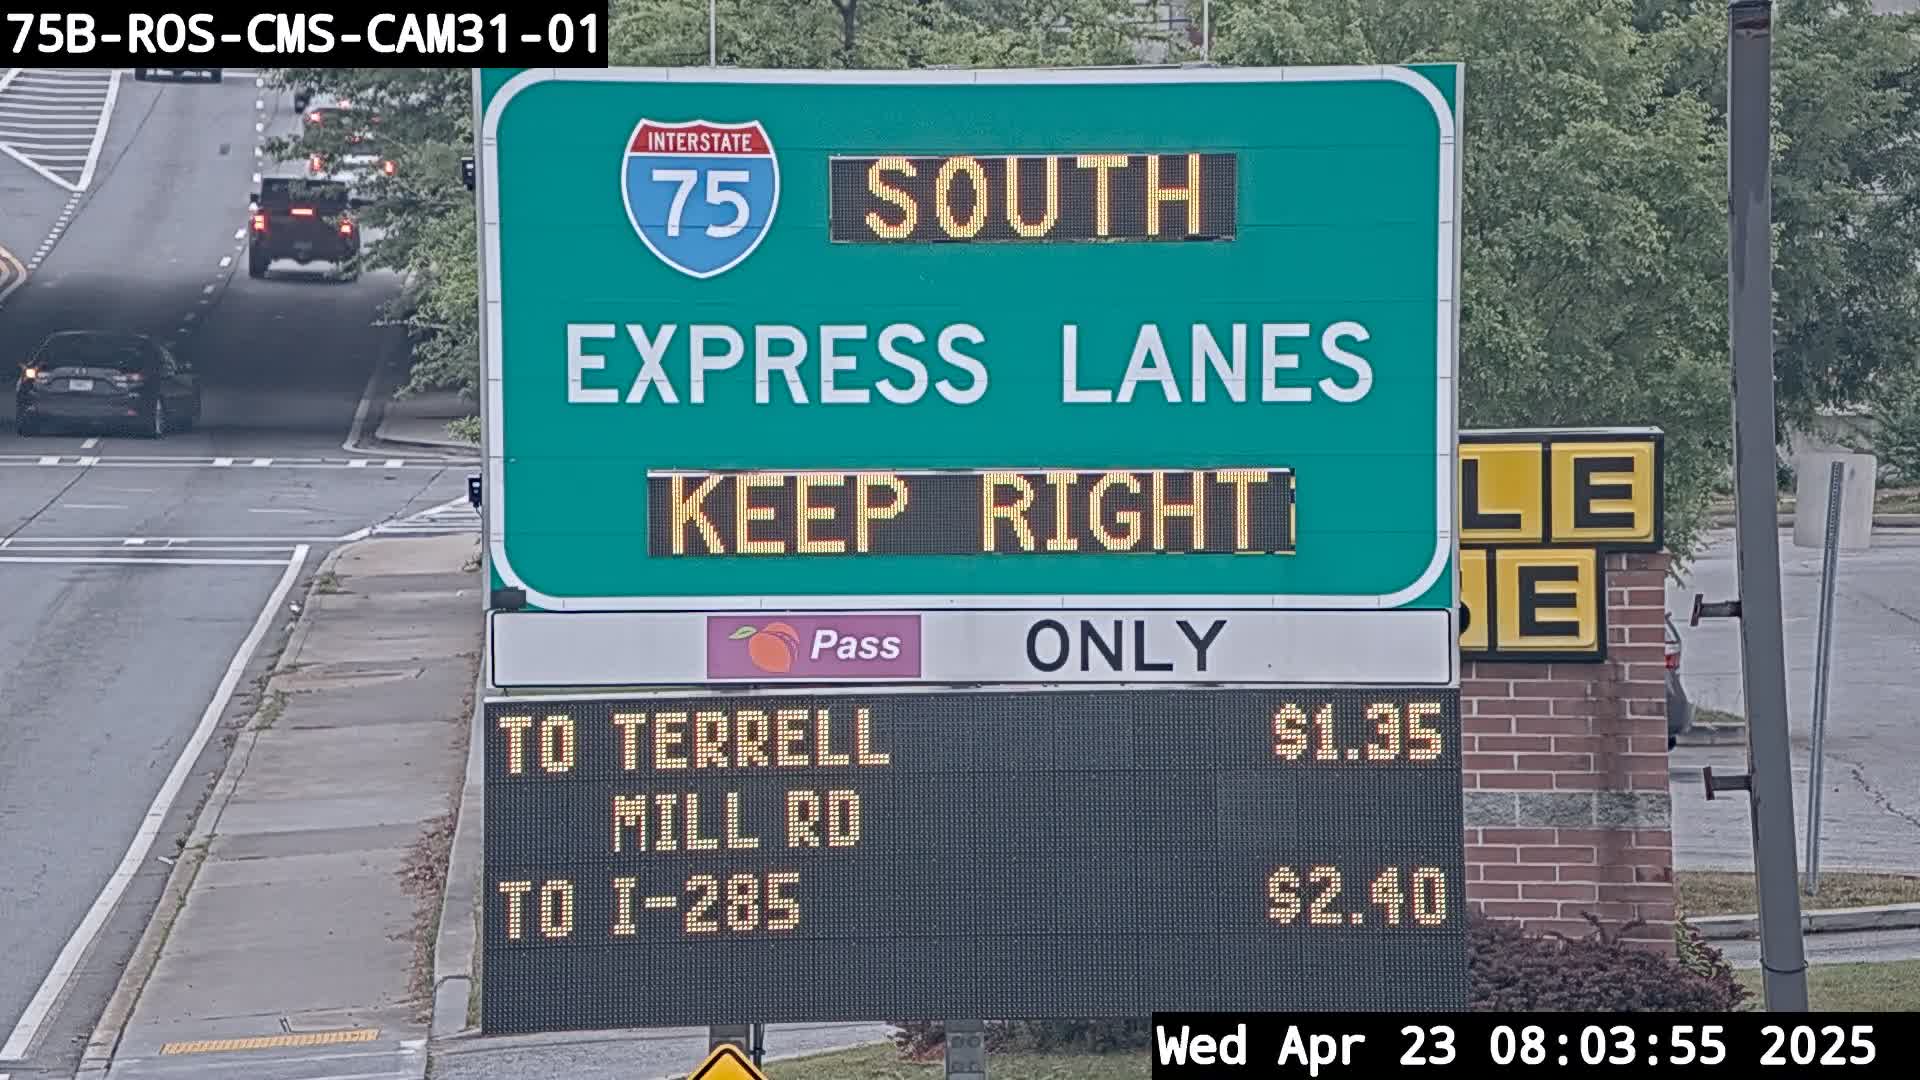 75B-ROS-CMS-CAM31-01
INTERSTATE
75
SOUTH
EXPRESS LANES
KEEP RIGHT
Pass ONLY
TO TERRELL $1.35
MILL RD
TO I-285 $2.40
LE
E
Wed Apr 23 08:03:55 2025